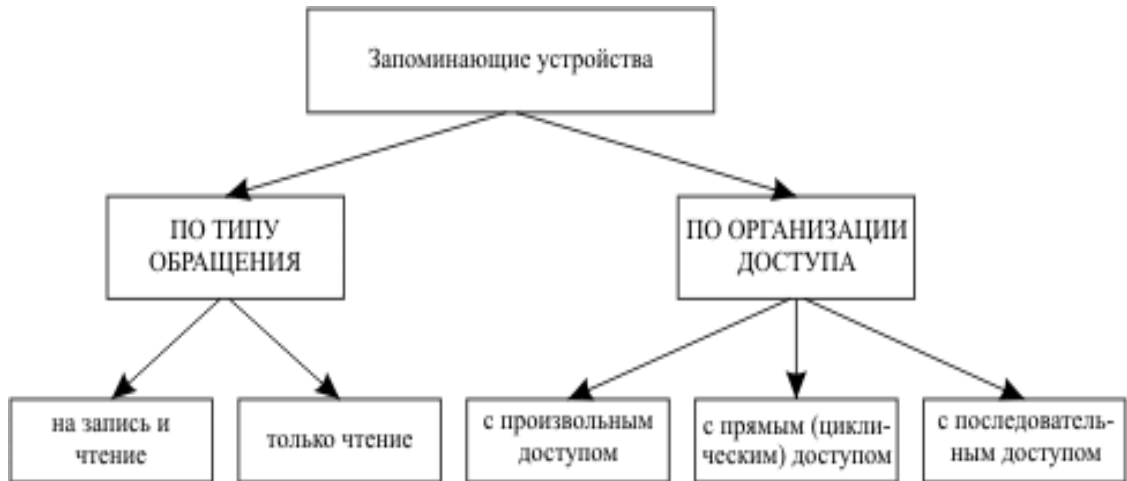 Запоминающие устройства
ПО ТИПУ
ОБРАЩЕНИЯ
ПО ОРГАНИЗАЦИИ
ДОСТУПА
на запись и
чтение
только чтение
с произвольным
доступом
с прямым (цикли-
ческим) доступом
с последователь-
ным доступом